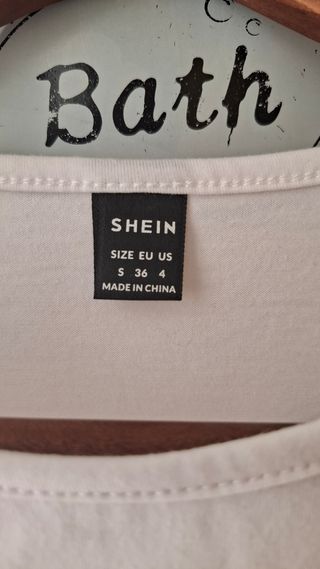 Bath
SHEIN
SIZE EU US
S 36 4
MADE IN CHINA